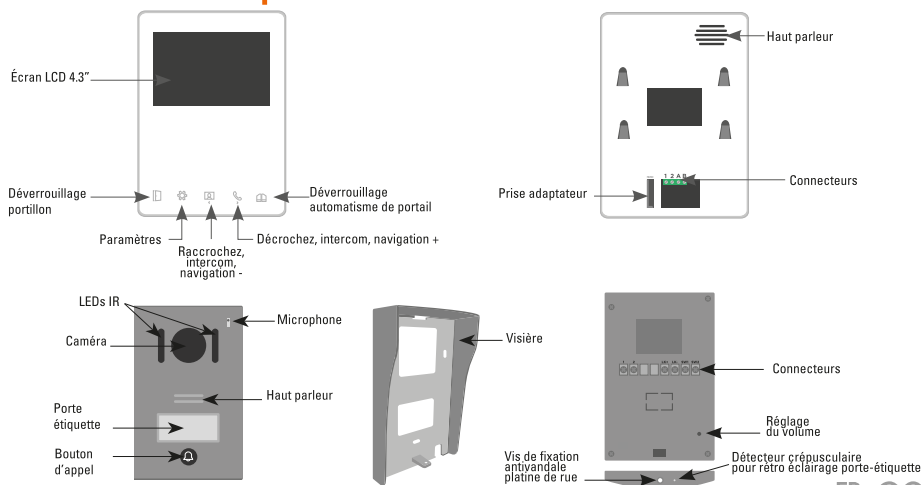 Écran LCD 4.3"
Déverrouillage
portillon
Paramètres
Raccrochez,
intercom,
navigation -
Décrochez, intercom, navigation +
Déverrouillage
automatisme de portail
Haut parleur
1 2 A B
Prise adaptateur
Connecteurs
LEDs IR
Microphone
Caméra
Haut parleur
Porte
étiquette
Bouton
d'appel
Visière
Connecteurs
Réglage
du volume
Vis de fixation
antivandale
platine de rue
Détecteur crépusculaire
pour rétro éclairage porte-étiquette